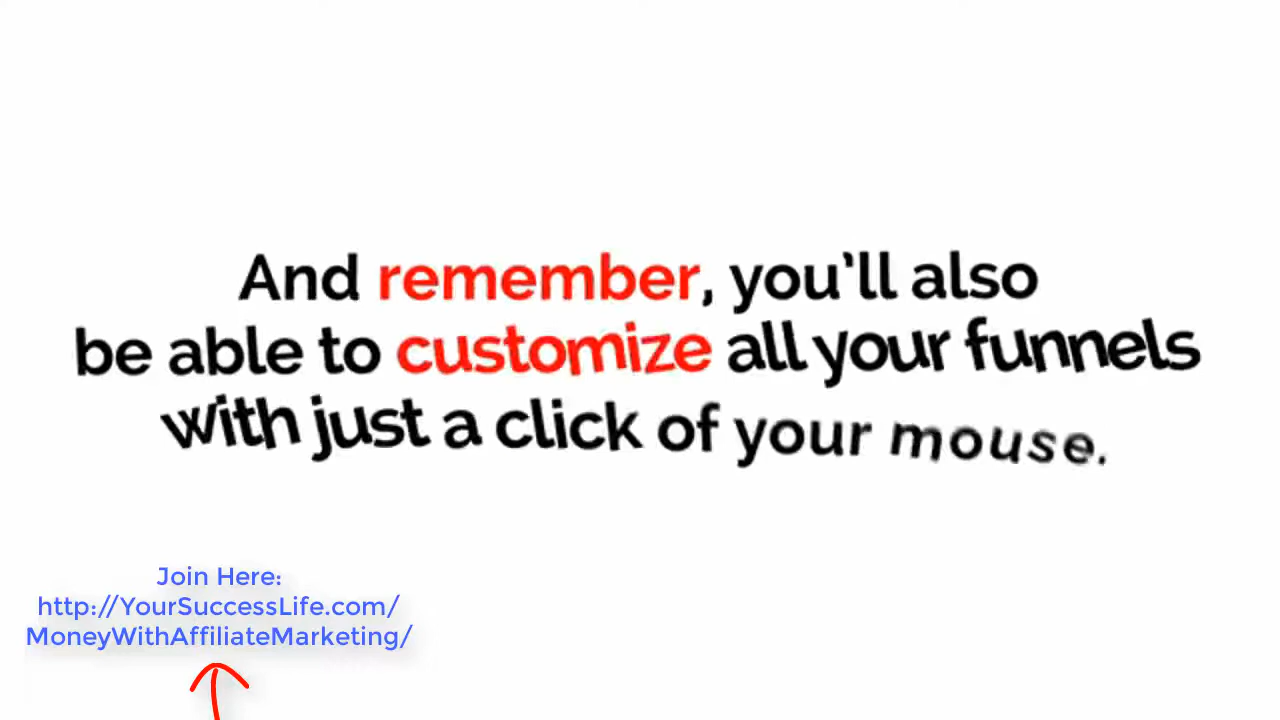 And remember, you'll also
be able to customize all your funnels
with just a click of your mouse.
Join Here:
http://YourSuccessLife.com/
MoneyWithAffiliateMarketing/